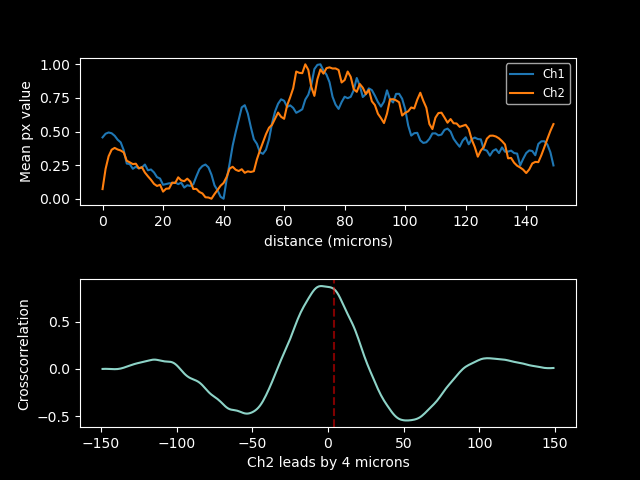 1.00
0.75
0.50
0.25
0.00
Mean px value
Ch1
Ch2
0 20 40 60 80 100 120 140
distance (microns)
0.5
0.0
−0.5
Crosscorrelation
−150 −100 −50 0 50 100 150
Ch2 leads by 4 microns